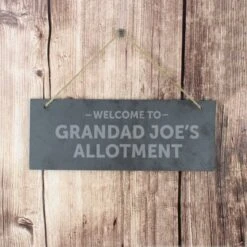 –WELCOME TO–
GRANDAD JOE'S
ALLOTMENT